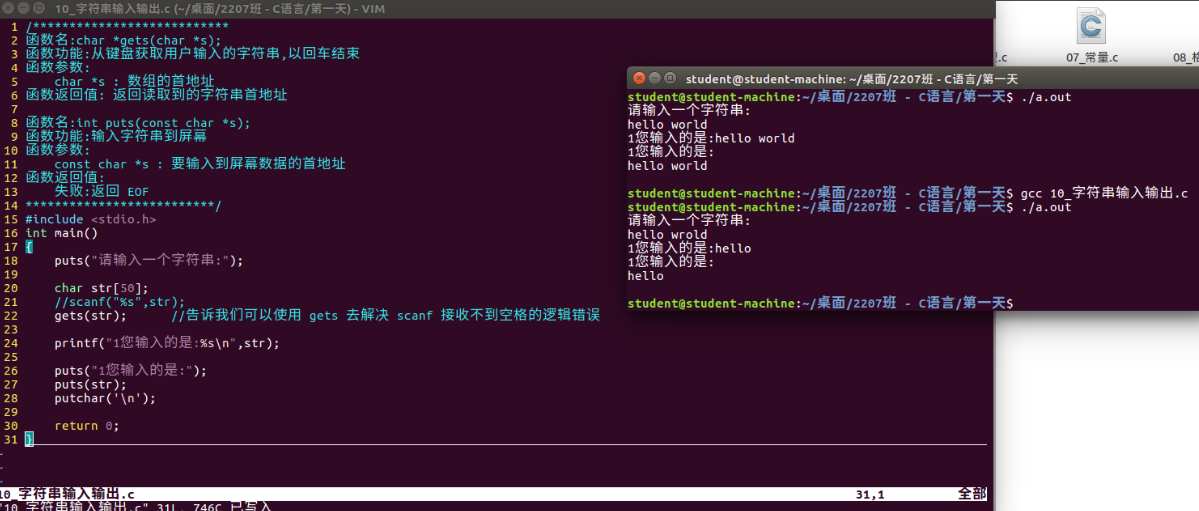 10_字符串输入输出.c (~/桌面/2207班 - C语言/第一天) - VIM
1 /***************************
2 函数名:char *gets(char *s);
3 函数功能:从键盘获取用户输入的字符串,以回车结束
4 函数参数:
5 char *s : 数组的首地址
6 函数返回值: 返回读取到的字符串首地址
7
8 函数名:int puts(const char *s);
9 函数功能:输入字符串到屏幕
10 函数参数:
11 const char *s : 要输入到屏幕数据的首地址
12 函数返回值:
13 失败:返回 EOF
14 **************************/
15 #include <stdio.h>
16 int main()
17 {
18 puts("请输入一个字符串:");
19
20 char str[50];
21 //scanf("%s",str);
22 gets(str); //告诉我们可以使用 gets 去解决 scanf 接收不到空格的逻辑错误
23
24 printf("1您输入的是:%s\n",str);
25
26 puts("1您输入的是:");
27 puts(str);
28 putchar('\n');
29
30 return 0;
31 }
10_字符串输入输出.c 31,1 全部
"10_字符串输入输出.c" 31L, 746C 已写入
.c
07_常量.c
08_格
student@student-machine: ~/桌面/2207班 - C语言/第一天
student@student-machine:~/桌面/2207班 - C语言/第一天$ ./a.out
请输入一个字符串:
hello world
1您输入的是:hello world
1您输入的是:
hello world
student@student-machine:~/桌面/2207班 - C语言/第一天$ gcc 10_字符串输入输出.c
student@student-machine:~/桌面/2207班 - C语言/第一天$ ./a.out
请输入一个字符串:
hello wrold
1您输入的是:hello
1您输入的是:
hello
student@student-machine:~/桌面/2207班 - C语言/第一天$